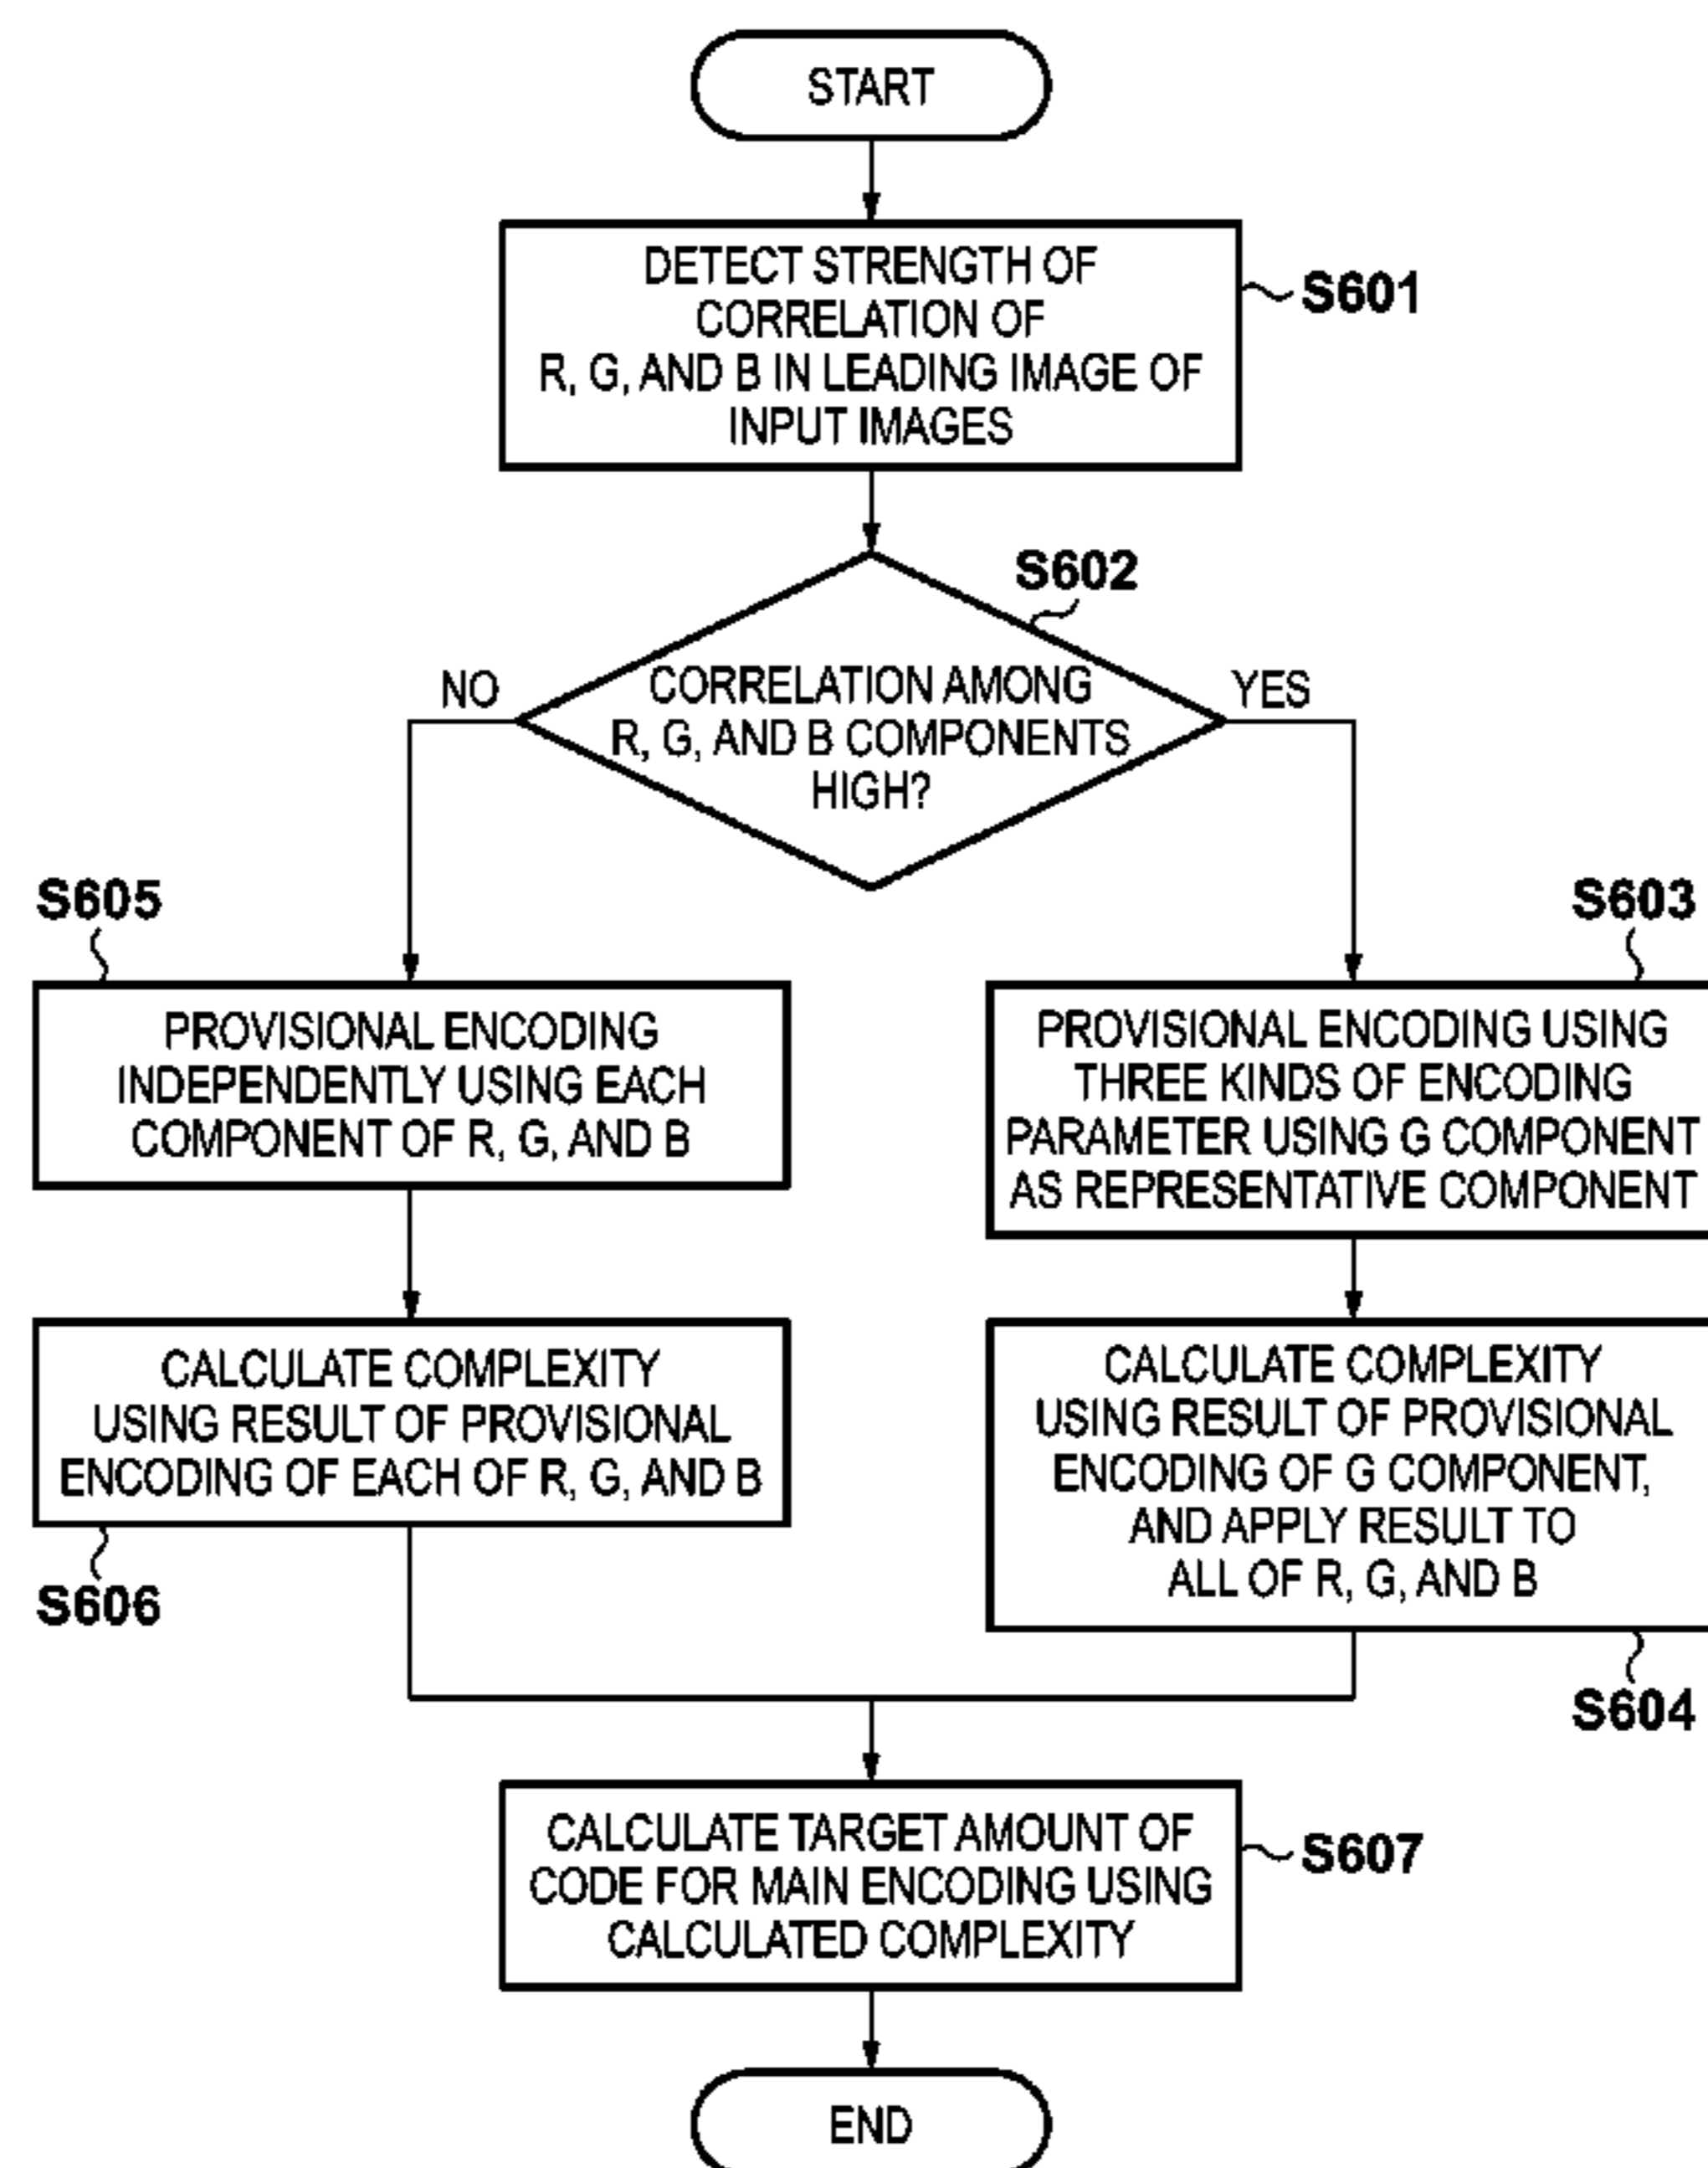 START
DETECT STRENGTH OF
CORRELATION OF
R, G, AND B IN LEADING IMAGE OF
INPUT IMAGES
S601
S602
CORRELATION AMONG
R, G, AND B COMPONENTS
HIGH?
NO
YES
S605
PROVISIONAL ENCODING
INDEPENDENTLY USING EACH
COMPONENT OF R, G, AND B
S603
PROVISIONAL ENCODING USING
THREE KINDS OF ENCODING
PARAMETER USING G COMPONENT
AS REPRESENTATIVE COMPONENT
CALCULATE COMPLEXITY
USING RESULT OF PROVISIONAL
ENCODING OF EACH OF R, G, AND B
S606
CALCULATE COMPLEXITY
USING RESULT OF PROVISIONAL
ENCODING OF G COMPONENT,
AND APPLY RESULT TO
ALL OF R, G, AND B
S604
CALCULATE TARGET AMOUNT OF
CODE FOR MAIN ENCODING USING
CALCULATED COMPLEXITY
S607
END